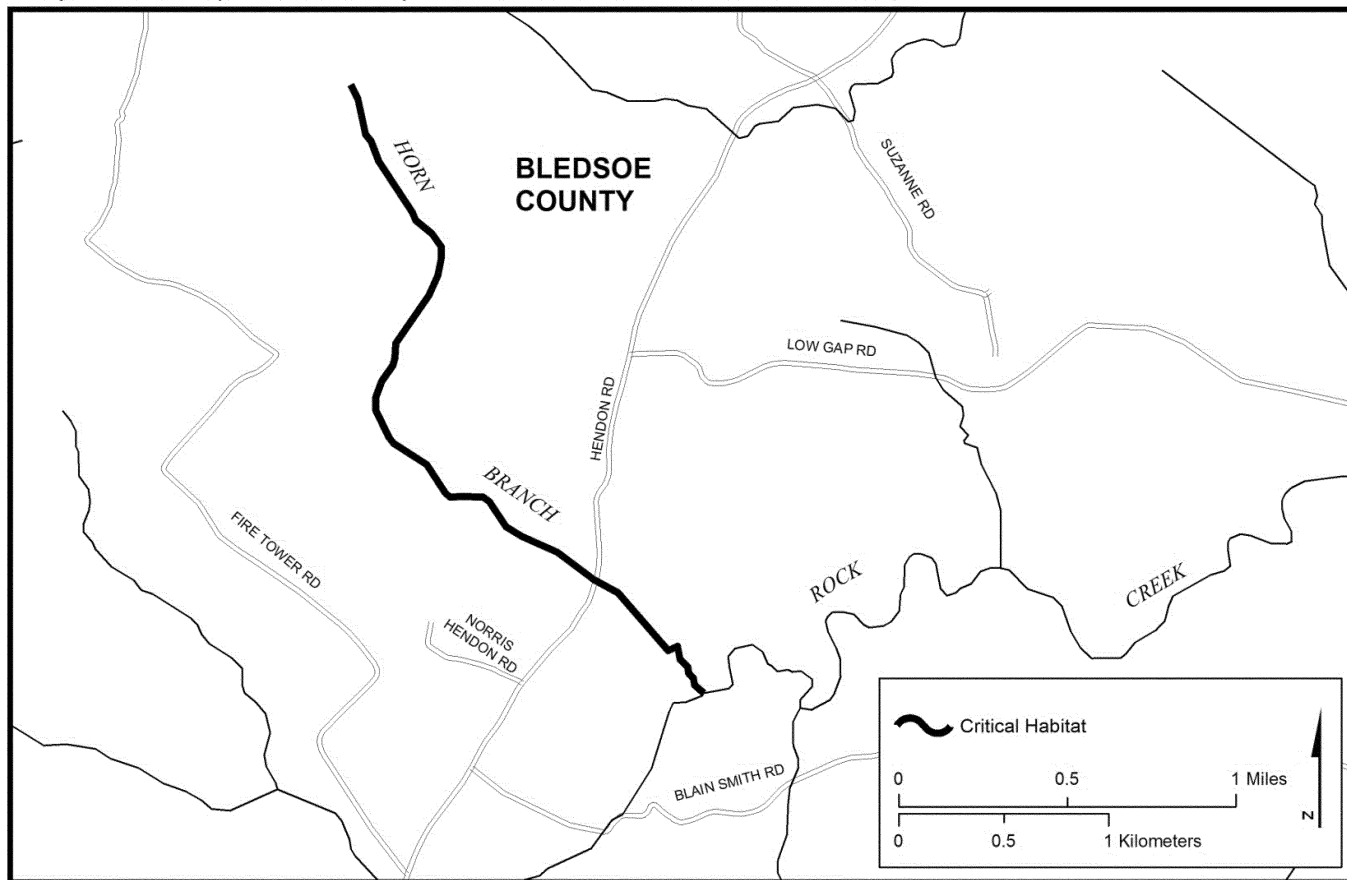 HORN
BLEDSOE
COUNTY
SUZANNE RD
LOW GAP RD
HENDON RD
BRANCH
FIRE TOWER RD
ROCK
CREEK
NORRIS
HENDON RD
BLAIN SMITH RD
Critical Habitat
0 0.5 1 Miles
0 0.5 1 Kilometers
N